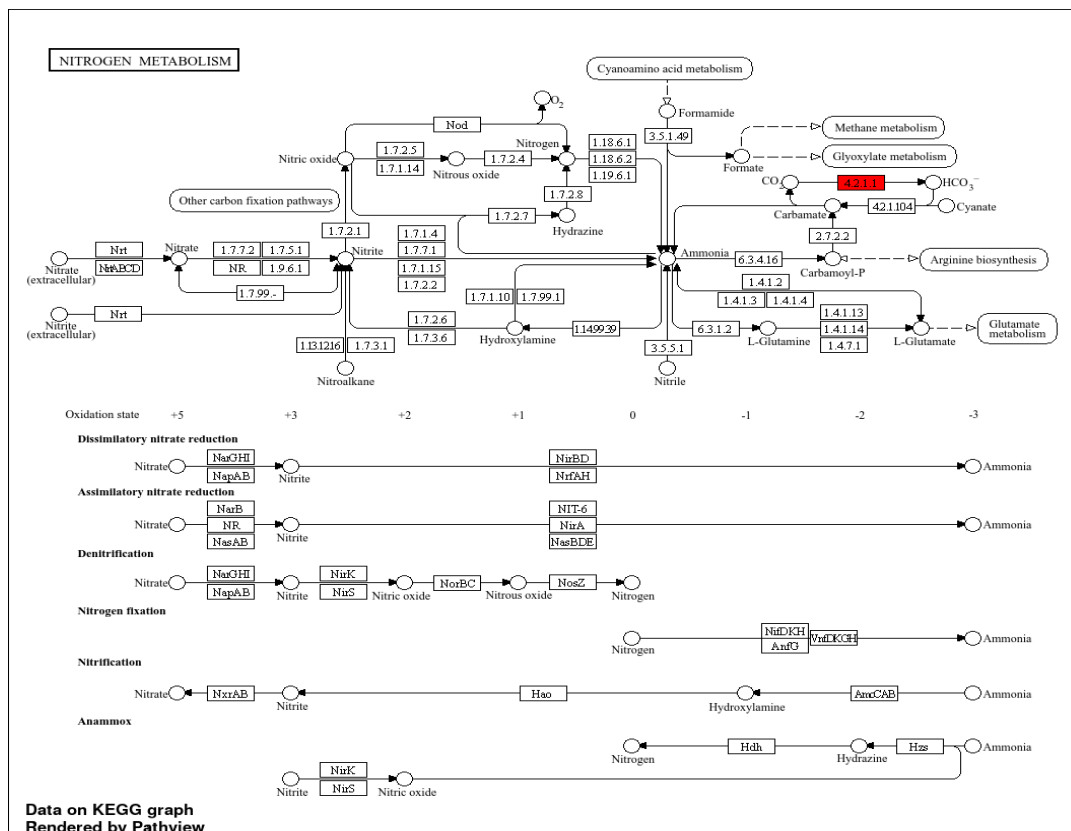 NITROGEN METABOLISM
Cyanoamino acid metabolism
O2
Nod
Formamide
Methane metabolism
Nitric oxide
1.7.2.5
1.7.1.14
Nitrous oxide
1.7.2.4
Nitrogen
1.18.6.1
1.18.6.2
1.19.6.1
3.5.1.49
Formate
Glyoxylate metabolism
CO2
4.2.1.1
HCO3−
Other carbon fixation pathways
1.7.2.8
1.7.2.7
Hydrazine
Carbamate
4.2.1.104
Cyanate
1.7.2.1
2.7.2.2
Nrt
NrtABCD
Nitrate
(extracellular)
Nitrate
1.7.7.2
1.7.5.1
NR
1.9.6.1
Nitrite
1.7.1.4
1.7.7.1
1.7.1.15
1.7.2.2
Ammonia
6.3.4.16
Carbamoyl-P
Arginine biosynthesis
1.7.99.-
1.7.1.10
1.7.99.1
1.4.1.2
1.4.1.3
1.4.1.4
Nrt
Nitrite
(extracellular)
1.7.2.6
1.7.3.6
Hydroxylamine
1.14.99.39
6.3.1.2
L-Glutamine
1.4.1.13
1.4.1.14
1.4.7.1
L-Glutamate
Glutamate
metabolism
1.13.12.16
1.7.3.1
3.5.5.1
Nitroalkane
Nitrile
Oxidation state +5 +3 +2 +1 0 -1 -2 -3
Dissimilatory nitrate reduction
NarGHI
NirBD
Nitrate
Ammonia
NapAB
Nitrite
NrfAH
Assimilatory nitrate reduction
NarB
NIT-6
Nitrate
NR
NirA
Ammonia
NasAB
Nitrite
NasBDE
Denitrification
NarGHI
NirK
Nitrate
NorBC
NosZ
NapAB
Nitrite
NirS
Nitric oxide
Nitrous oxide
Nitrogen
Nitrogen fixation
NifDKH
VnfDKGH
AnfG
Nitrogen
Ammonia
Nitrification
Nitrate
NxrAB
Nitrite
Hao
Hydroxylamine
AmoCAB
Ammonia
Anammox
Nitrogen
Hdh
Hydrazine
Hzs
Ammonia
NirK
Nitrite
NirS
Nitric oxide
Data on KEGG graph
Rendered by Pathview